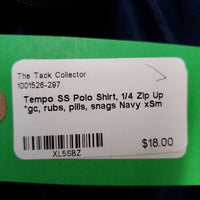 The Tack Collector
1001526-297
Tempo SS Polo Shirt, 1/4 Zip Up
*gc, rubs, pills, snags Navy xSm
$18.00
XL5SBZ